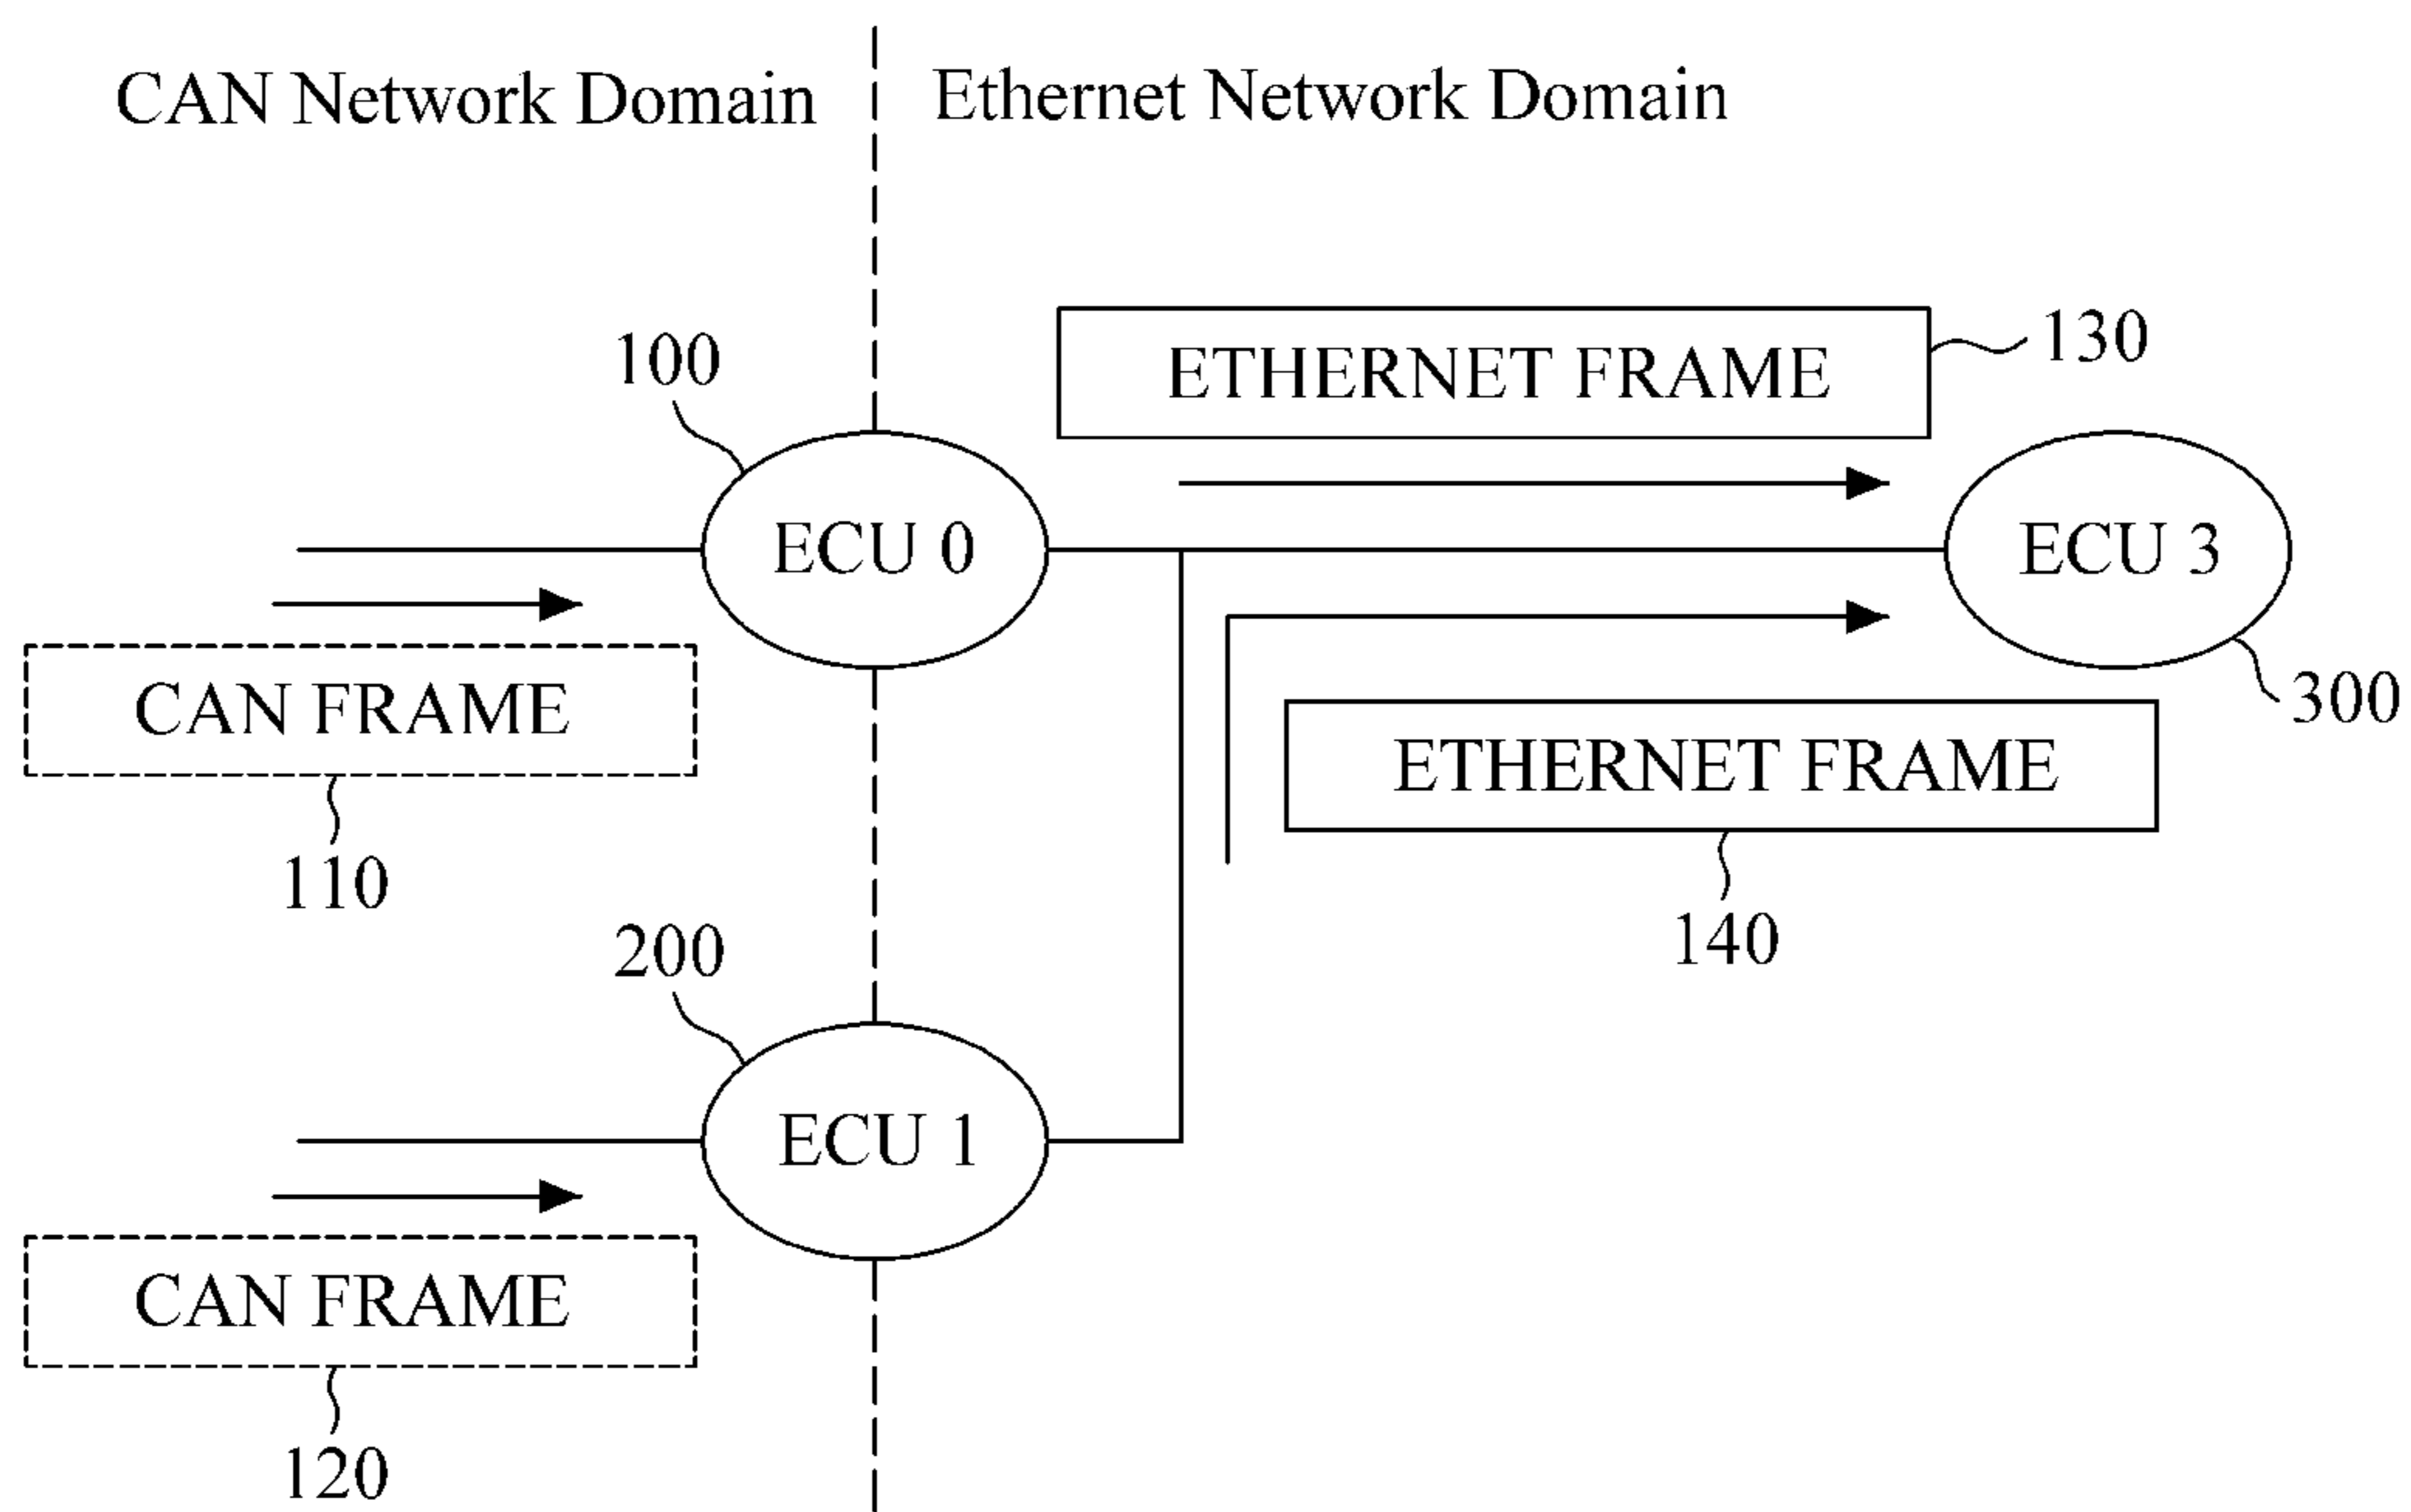 CAN Network Domain
Ethernet Network Domain
130
100
ETHERNET FRAME
ECU 0
ECU 3
CAN FRAME
300
ETHERNET FRAME
110
140
200
ECU 1
CAN FRAME
120